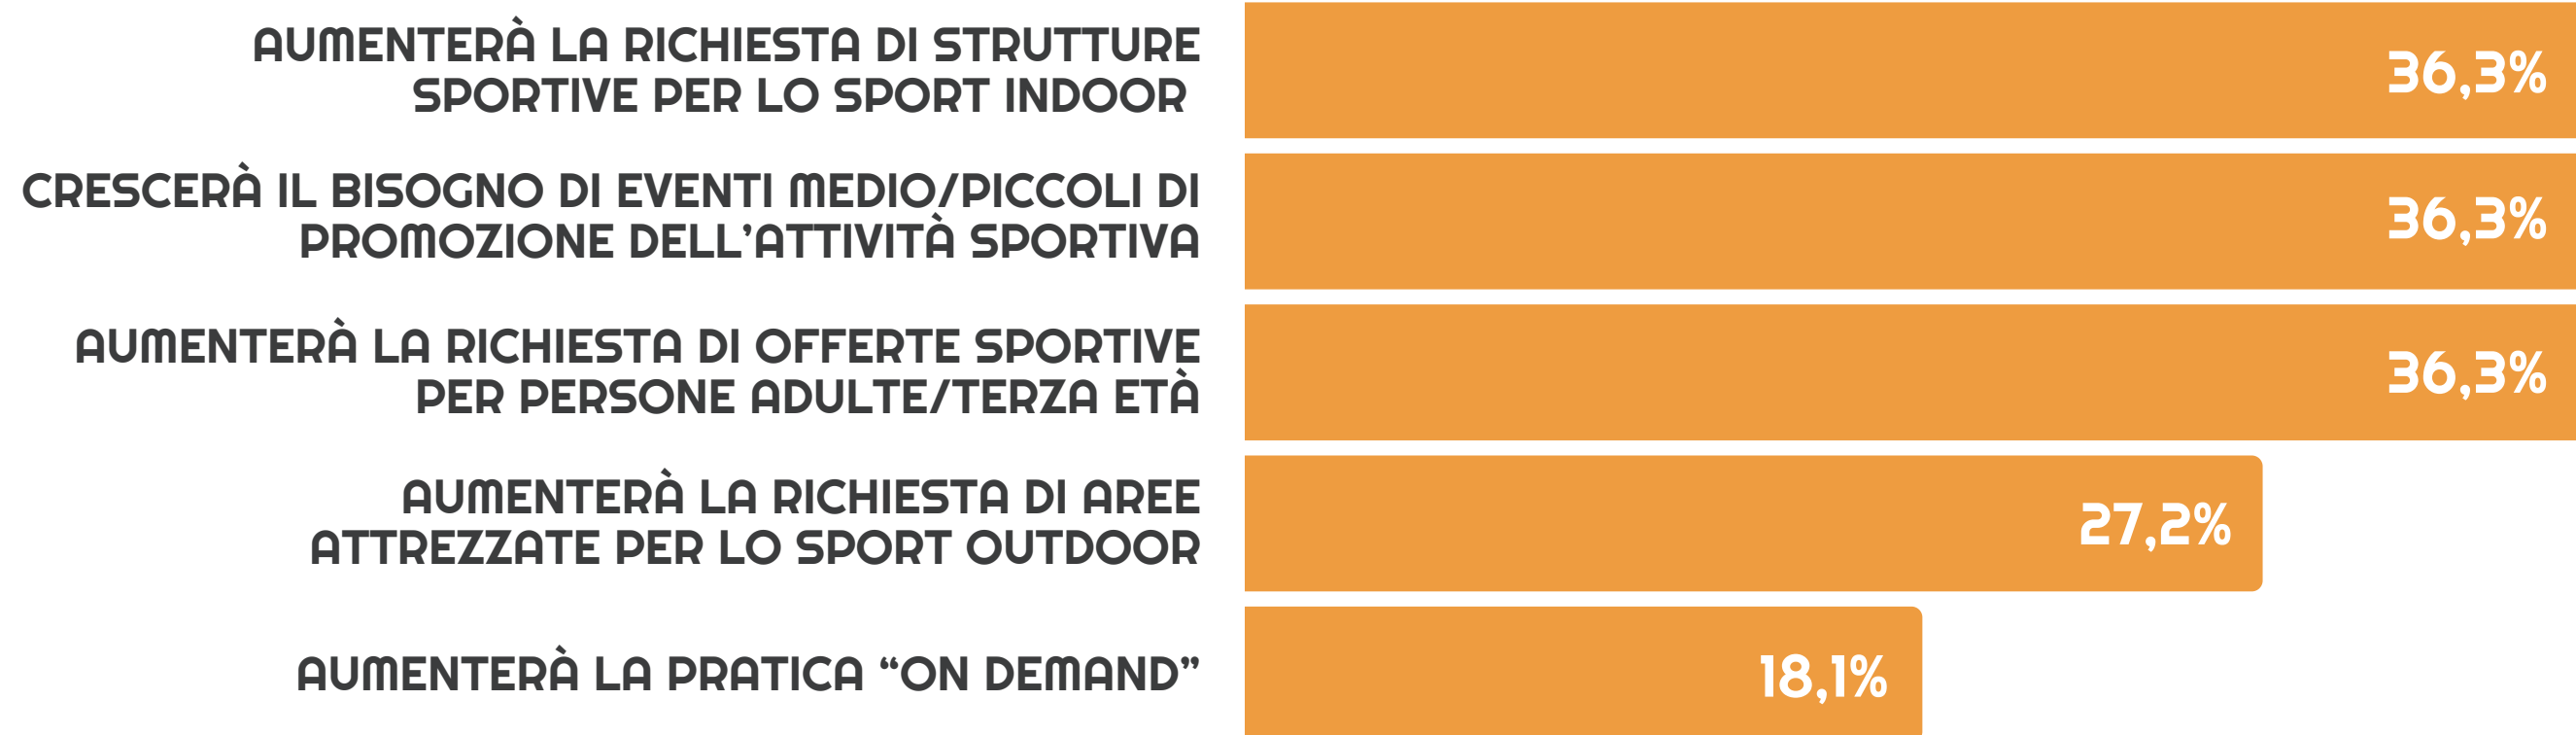 AUMENTERÀ LA RICHIESTA DI STRUTTURE
SPORTIVE PER LO SPORT INDOOR
36,3%
CRESCERÀ IL BISOGNO DI EVENTI MEDIO/PICCOLI DI
PROMOZIONE DELL’ATTIVITÀ SPORTIVA
36,3%
AUMENTERÀ LA RICHIESTA DI OFFERTE SPORTIVE
PER PERSONE ADULTE/TERZA ETÀ
36,3%
AUMENTERÀ LA RICHIESTA DI AREE
ATTREZZATE PER LO SPORT OUTDOOR
27,2%
AUMENTERÀ LA PRATICA “ON DEMAND”
18,1%